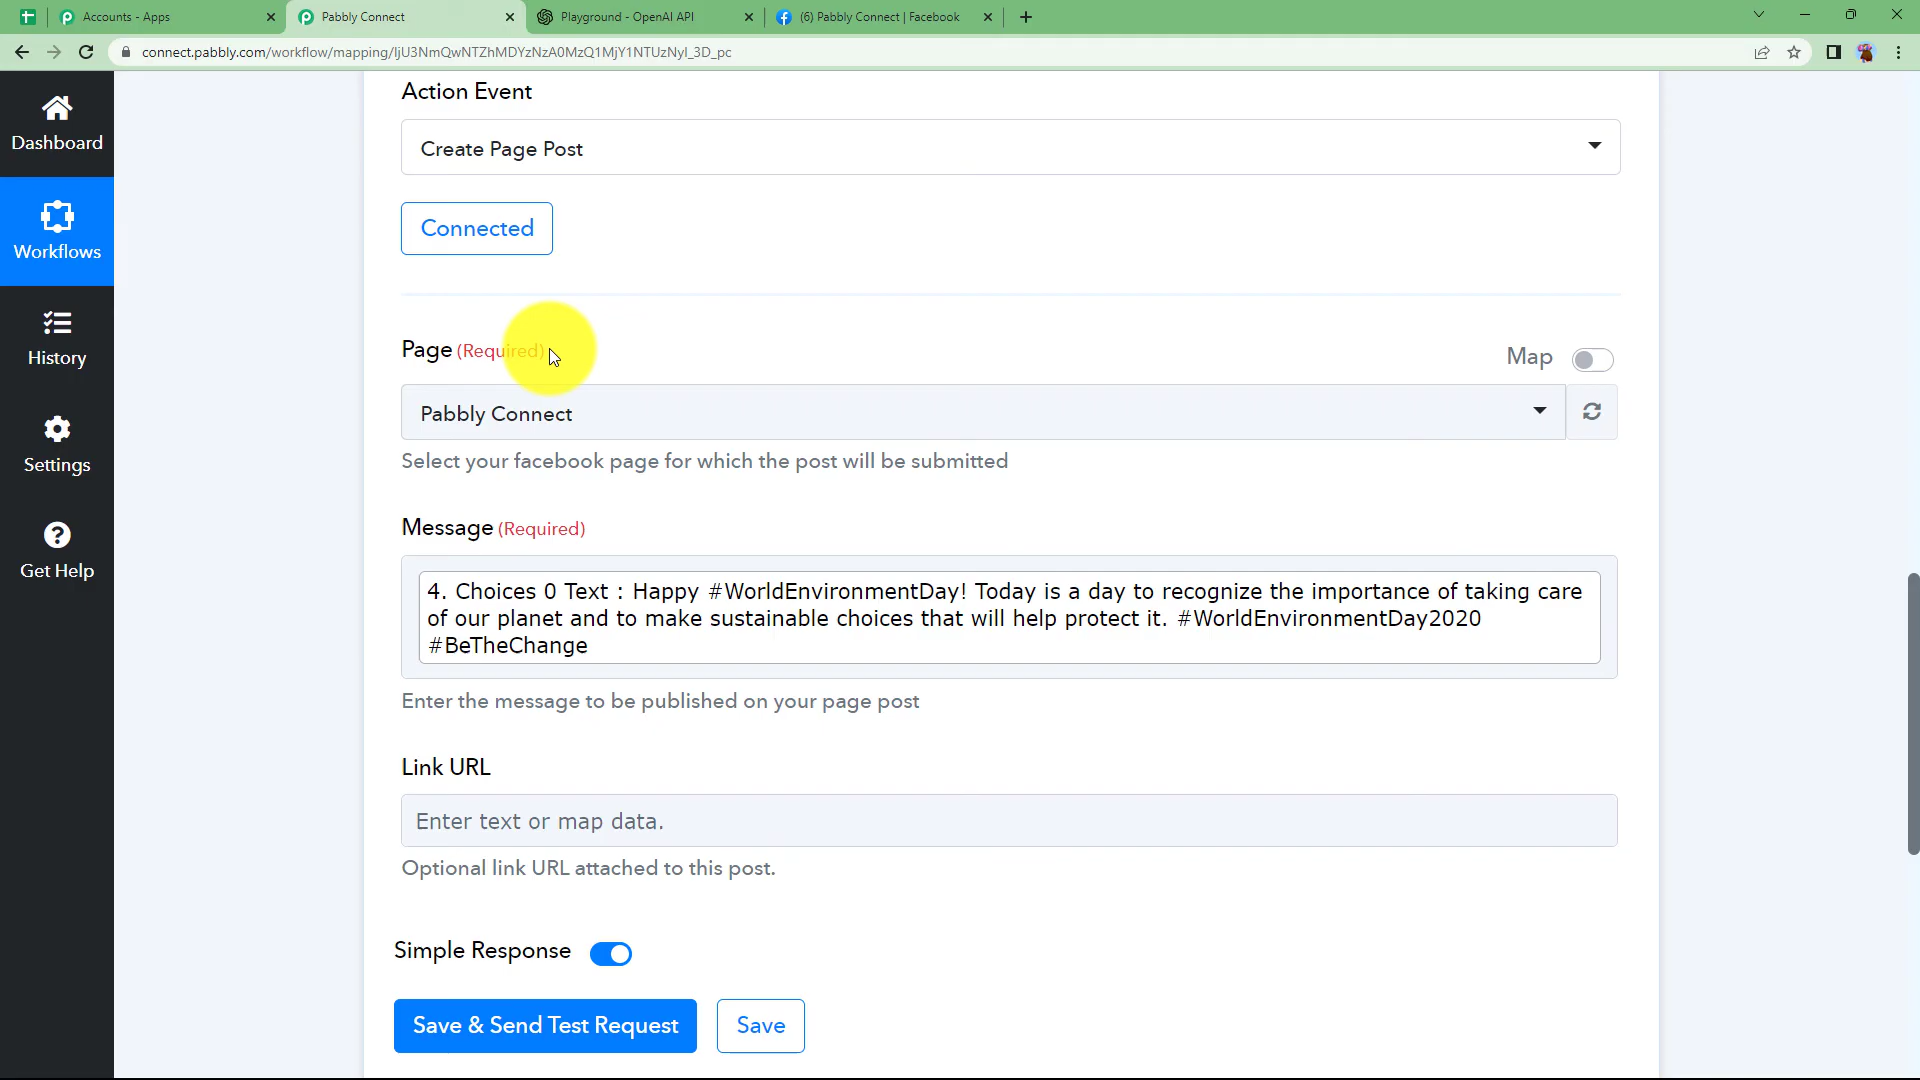 Accounts - Apps
Pabbly Connect
Playground - OpenAI API
(6) Pabbly Connect | Facebook
connect.pabbly.com/workflow/mapping/IjU3NmQwNTZhMDYzNzA0MzQ1MjY1NTUzNyI_3D_pc
Dashboard
Workflows
History
Settings
Get Help
Action Event
Create Page Post
Connected
Page (Required)
Map
Pabbly Connect
Select your facebook page for which the post will be submitted
Message (Required)
4. Choices 0 Text : Happy #WorldEnvironmentDay! Today is a day to recognize the importance of taking care
of our planet and to make sustainable choices that will help protect it. #WorldEnvironmentDay2020
#BeTheChange
Enter the message to be published on your page post
Link URL
Enter text or map data.
Optional link URL attached to this post.
Simple Response
Save & Send Test Request
Save